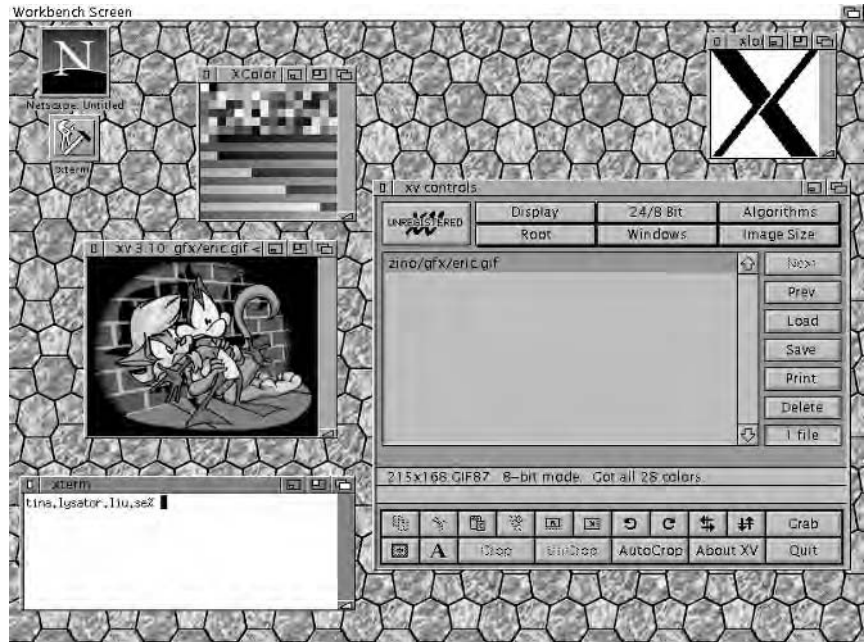 Workbench Screen
N
Netscape: Untitled
xterm
XColor
xlo
xv controls
UNREGISTERED
Display
24/8 Bit
Algorithms
Root
Windows
Image Size
xv 3.10: gfx/eric.gif <
zino/gfx/eric.gif
Next
Prev
Load
Save
Print
Delete
1 file
215x168 GIF87 8-bit mode. Got all 28 colors.
xterm
tina.lysator.liu.se%
Grab
A
Crop
UnCrop
AutoCrop
About XV
Quit